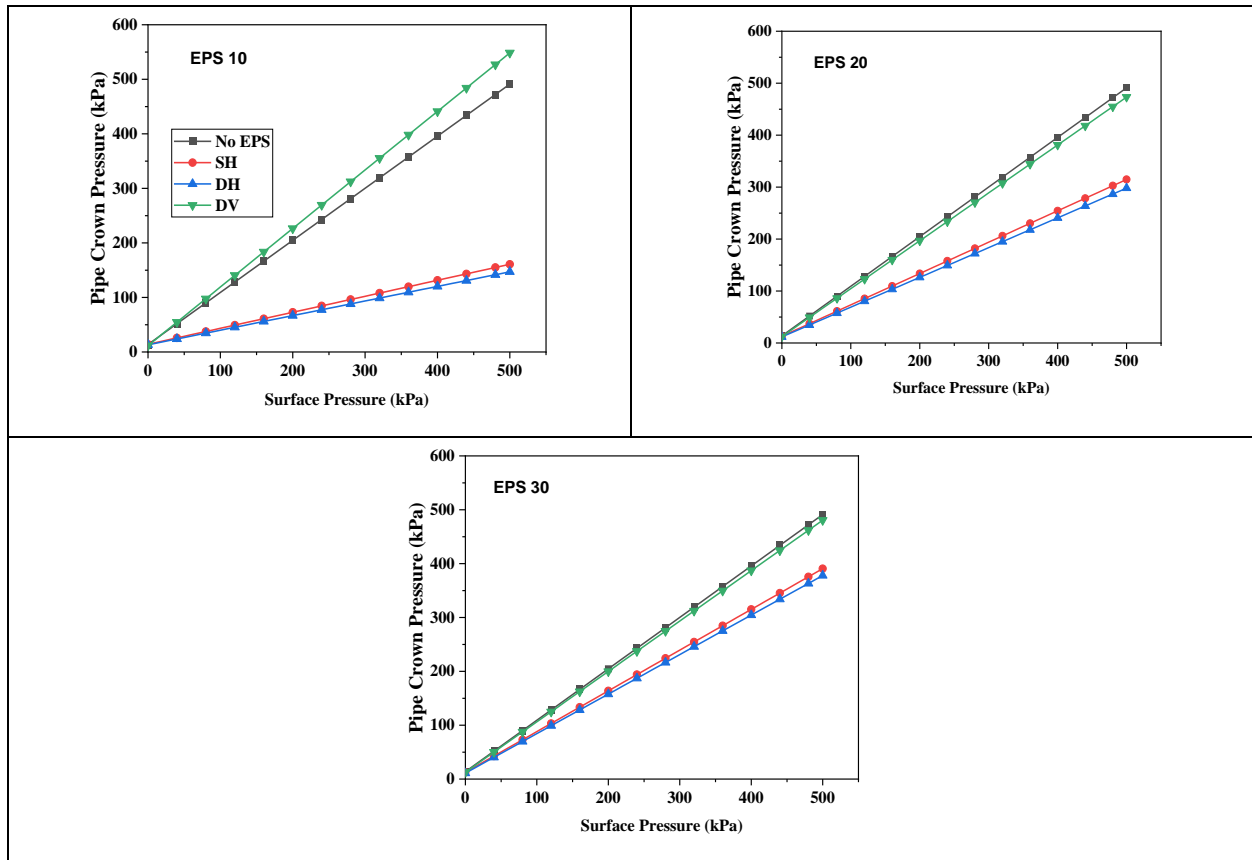 EPS 10
Pipe Crown Pressure (kPa)
600
500
400
300
200
100
0
No EPS
SH
DH
DV
0 100 200 300 400 500
Surface Pressure (kPa)
EPS 20
Pipe Crown Pressure (kPa)
600
500
400
300
200
100
0
0 100 200 300 400 500
Surface Pressure (kPa)
EPS 30
Pipe Crown Pressure (kPa)
600
500
400
300
200
100
0
0 100 200 300 400 500
Surface Pressure (kPa)